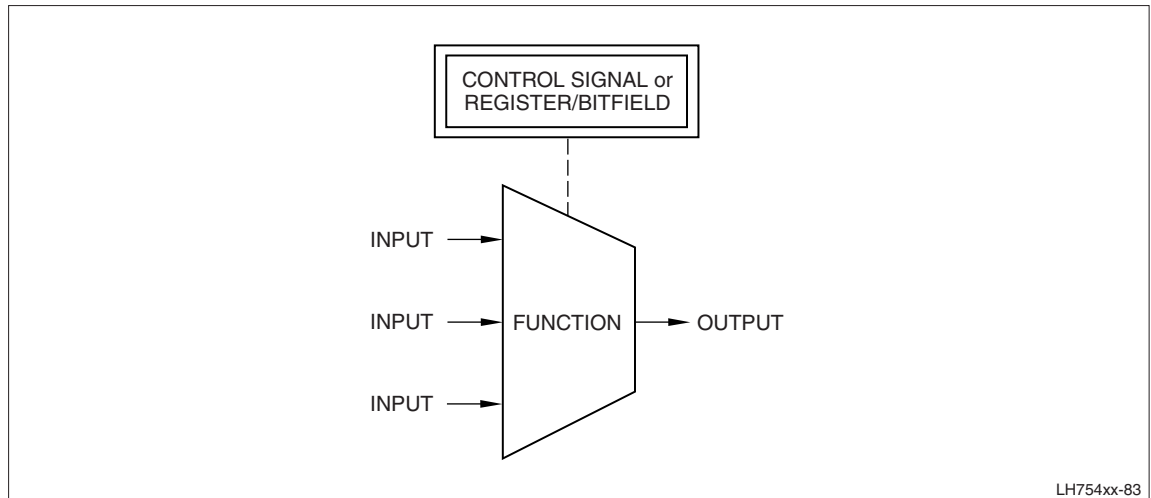 CONTROL SIGNAL or
REGISTER/BITFIELD
INPUT
INPUT
FUNCTION
OUTPUT
INPUT
LH754xx-83